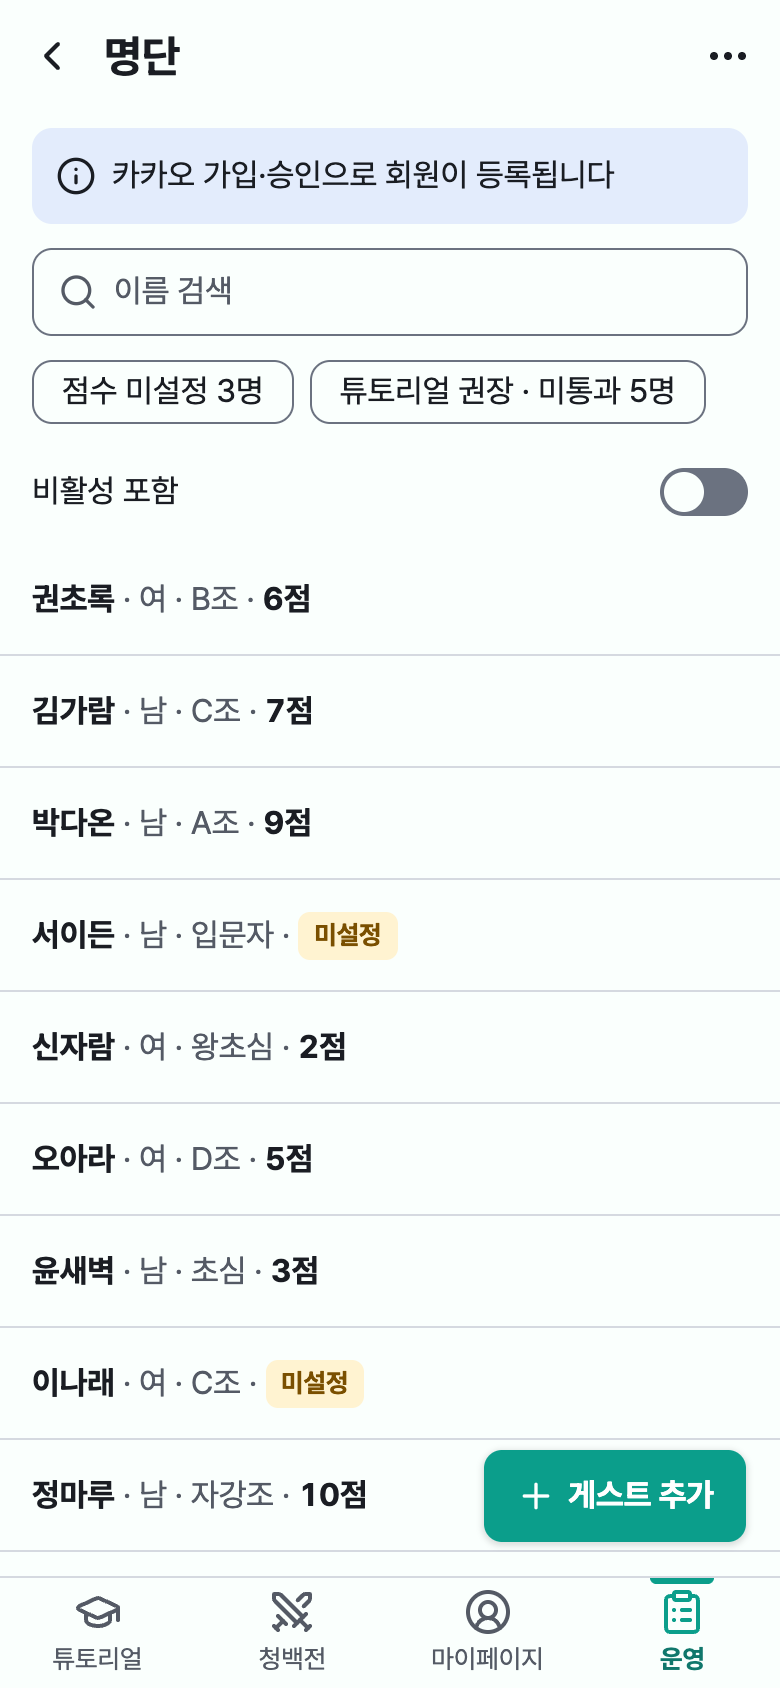 명단
카카오 가입·승인으로 회원이 등록됩니다
이름 검색
점수 미설정 3명
튜토리얼 권장 · 미통과 5명
비활성 포함
권초록 · 여 · B조 · 6점
김가람 · 남 · C조 · 7점
박다온 · 남 · A조 · 9점
서이든 · 남 · 입문자 · 미설정
신자람 · 여 · 왕초심 · 2점
오아라 · 여 · D조 · 5점
윤새벽 · 남 · 초심 · 3점
이나래 · 여 · C조 · 미설정
정마루 · 남 · 자강조 · 10점
게스트 추가
튜토리얼
청백전
마이페이지
운영